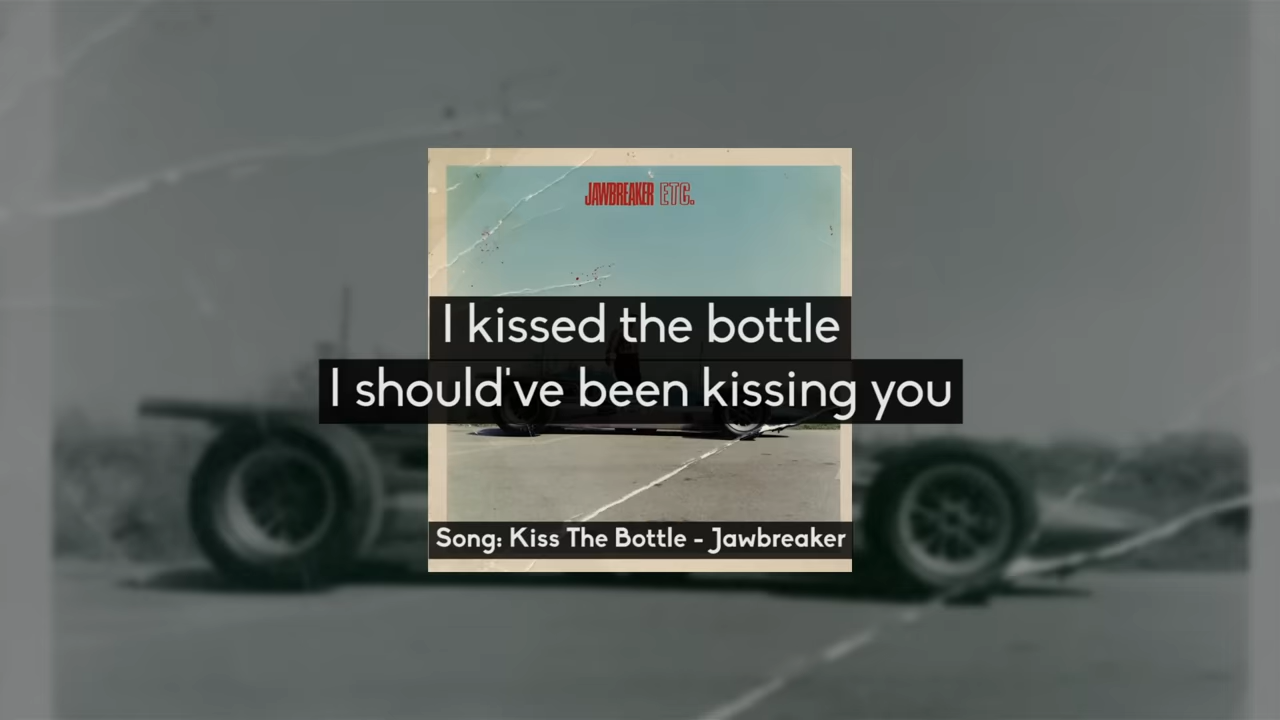 JAWBREAKER ETC.
I kissed the bottle
I should've been kissing you
Song: Kiss The Bottle - Jawbreaker